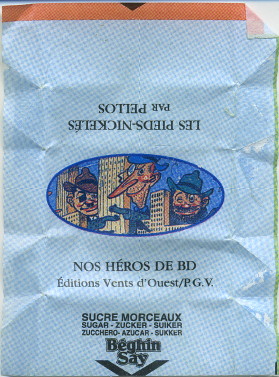 LES PIEDS-NICKELÉS
PAR PELLOS
NOS HÉROS DE BD
Éditions Vents d'Ouest/P.G.V.
SUCRE MORCEAUX
SUGAR - ZUCKER - SUIKER
ZUCCHERO - AZUCAR - SUKKER
Béghin
Say